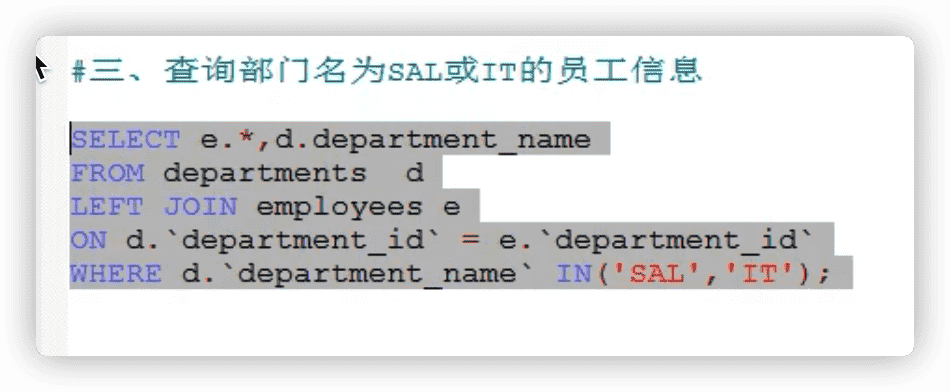 #三、查询部门名为SAL或IT的员工信息
SELECT e.*,d.department_name
FROM departments  d
LEFT JOIN employees e
ON d.`department_id` = e.`department_id`
WHERE d.`department_name` IN('SAL','IT');